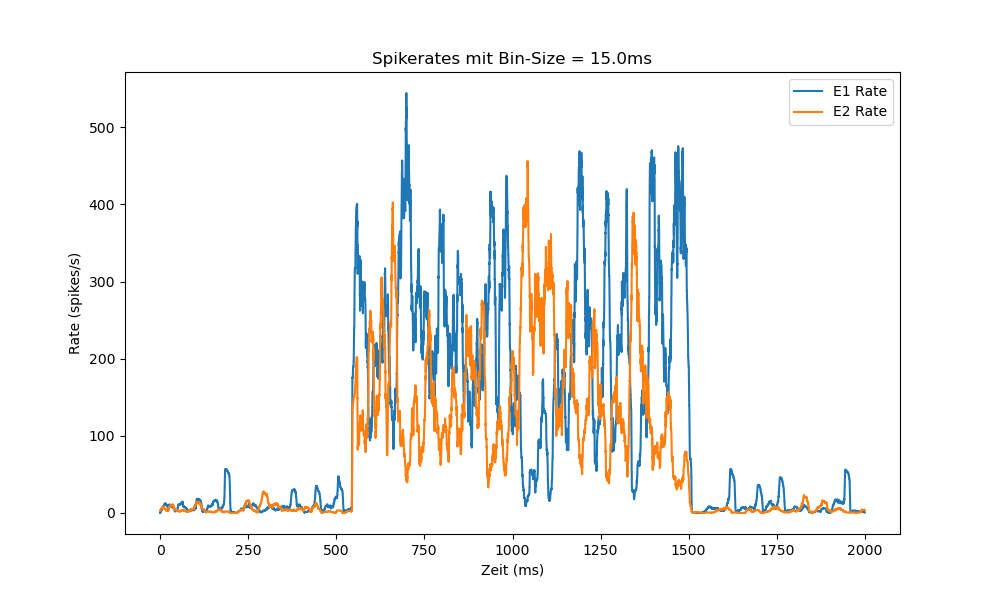 Spikerates mit Bin-Size = 15.0ms
E1 Rate
E2 Rate
Rate (spikes/s)
500
400
300
200
100
0
0 250 500 750 1000 1250 1500 1750 2000
Zeit (ms)